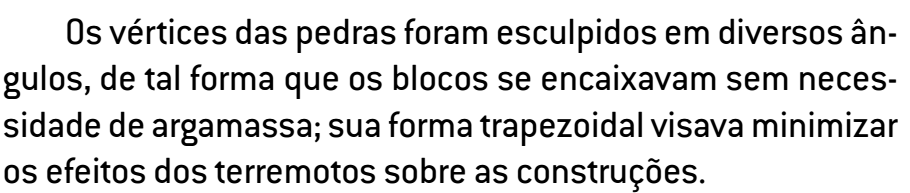 Os vértices das pedras foram esculpidos em diversos ân-
gulos, de tal forma que os blocos se encaixavam sem neces-
sidade de argamassa; sua forma trapezoidal visava minimizar
os efeitos dos terremotos sobre as construções.